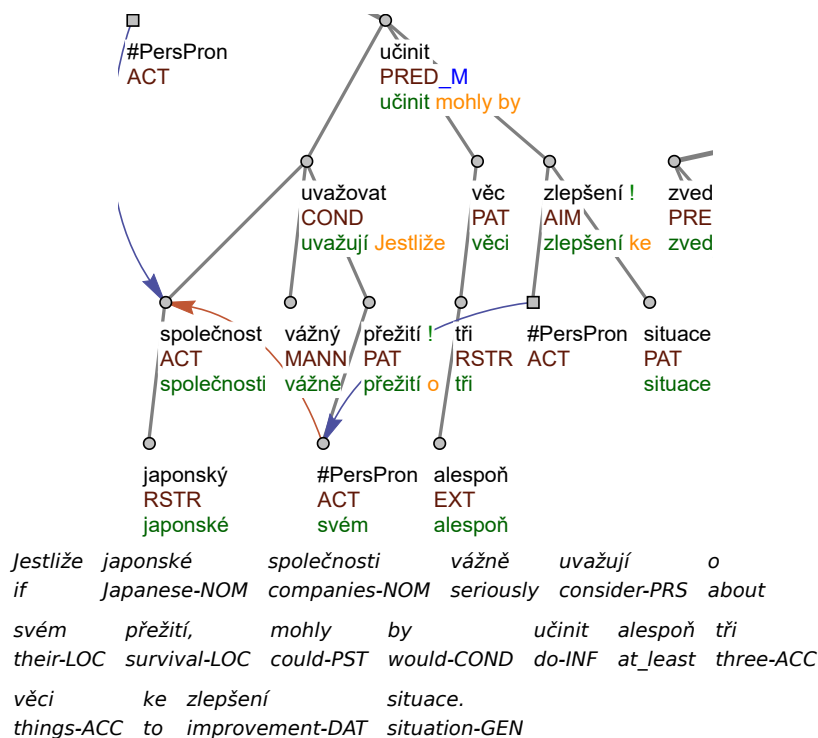 #PersPron
ACT
učinit
PRED_M
učinit mohly by
uvažovat
COND
uvažují Jestliže
věc
PAT
věci
zlepšení !
AIM
zlepšení ke
zved
PRE
zved
společnost
ACT
společnosti
vážný
MANN
vážně
přežití !
PAT
přežití o
tři
RSTR
tři
#PersPron
ACT
situace
PAT
situace
japonský
RSTR
japonské
#PersPron
ACT
svém
alespoň
EXT
alespoň
Jestliže japonské společnosti vážně uvažují o
if Japanese-NOM companies-NOM seriously consider-PRS about
svém přežití, mohly by učinit alespoň tři
their-LOC survival-LOC could-PST would-COND do-INF at_least three-ACC
věci ke zlepšení situace.
things-ACC to improvement-DAT situation-GEN